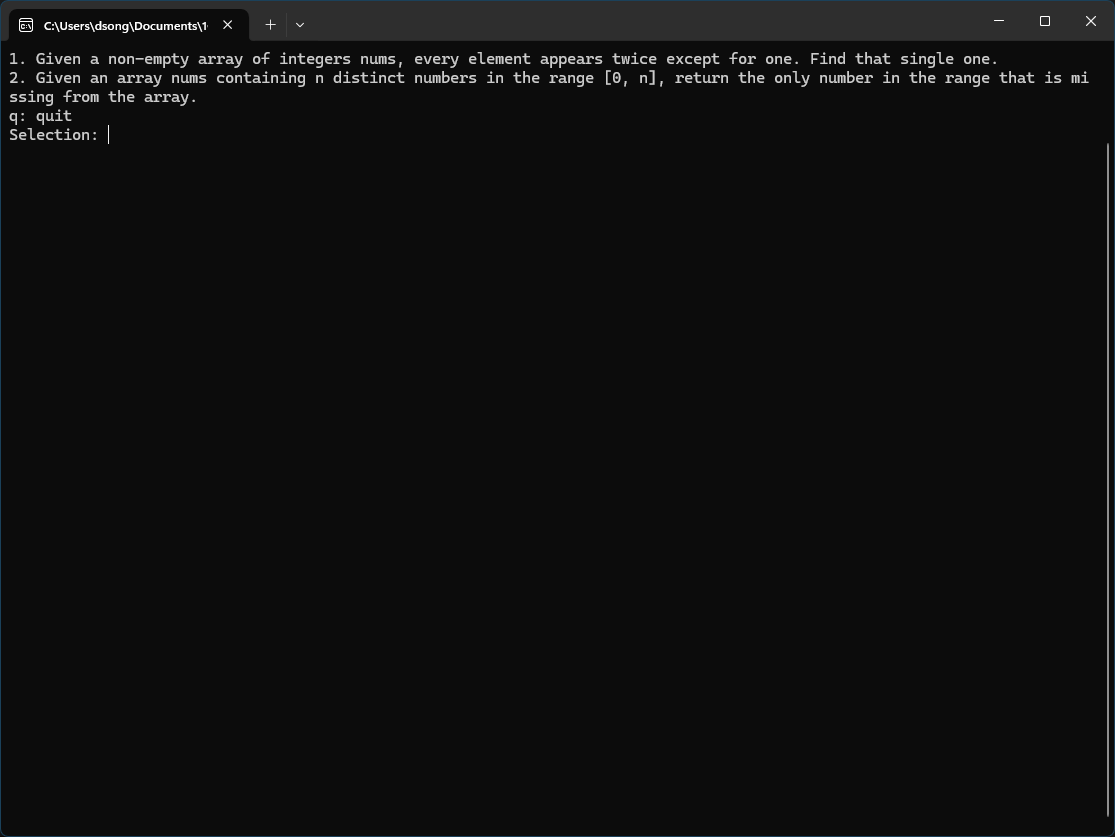 C:\Users\dsong\Documents\1
1. Given a non-empty array of integers nums, every element appears twice except for one. Find that single one.
2. Given an array nums containing n distinct numbers in the range [0, n], return the only number in the range that is mi
ssing from the array.
q: quit
Selection: